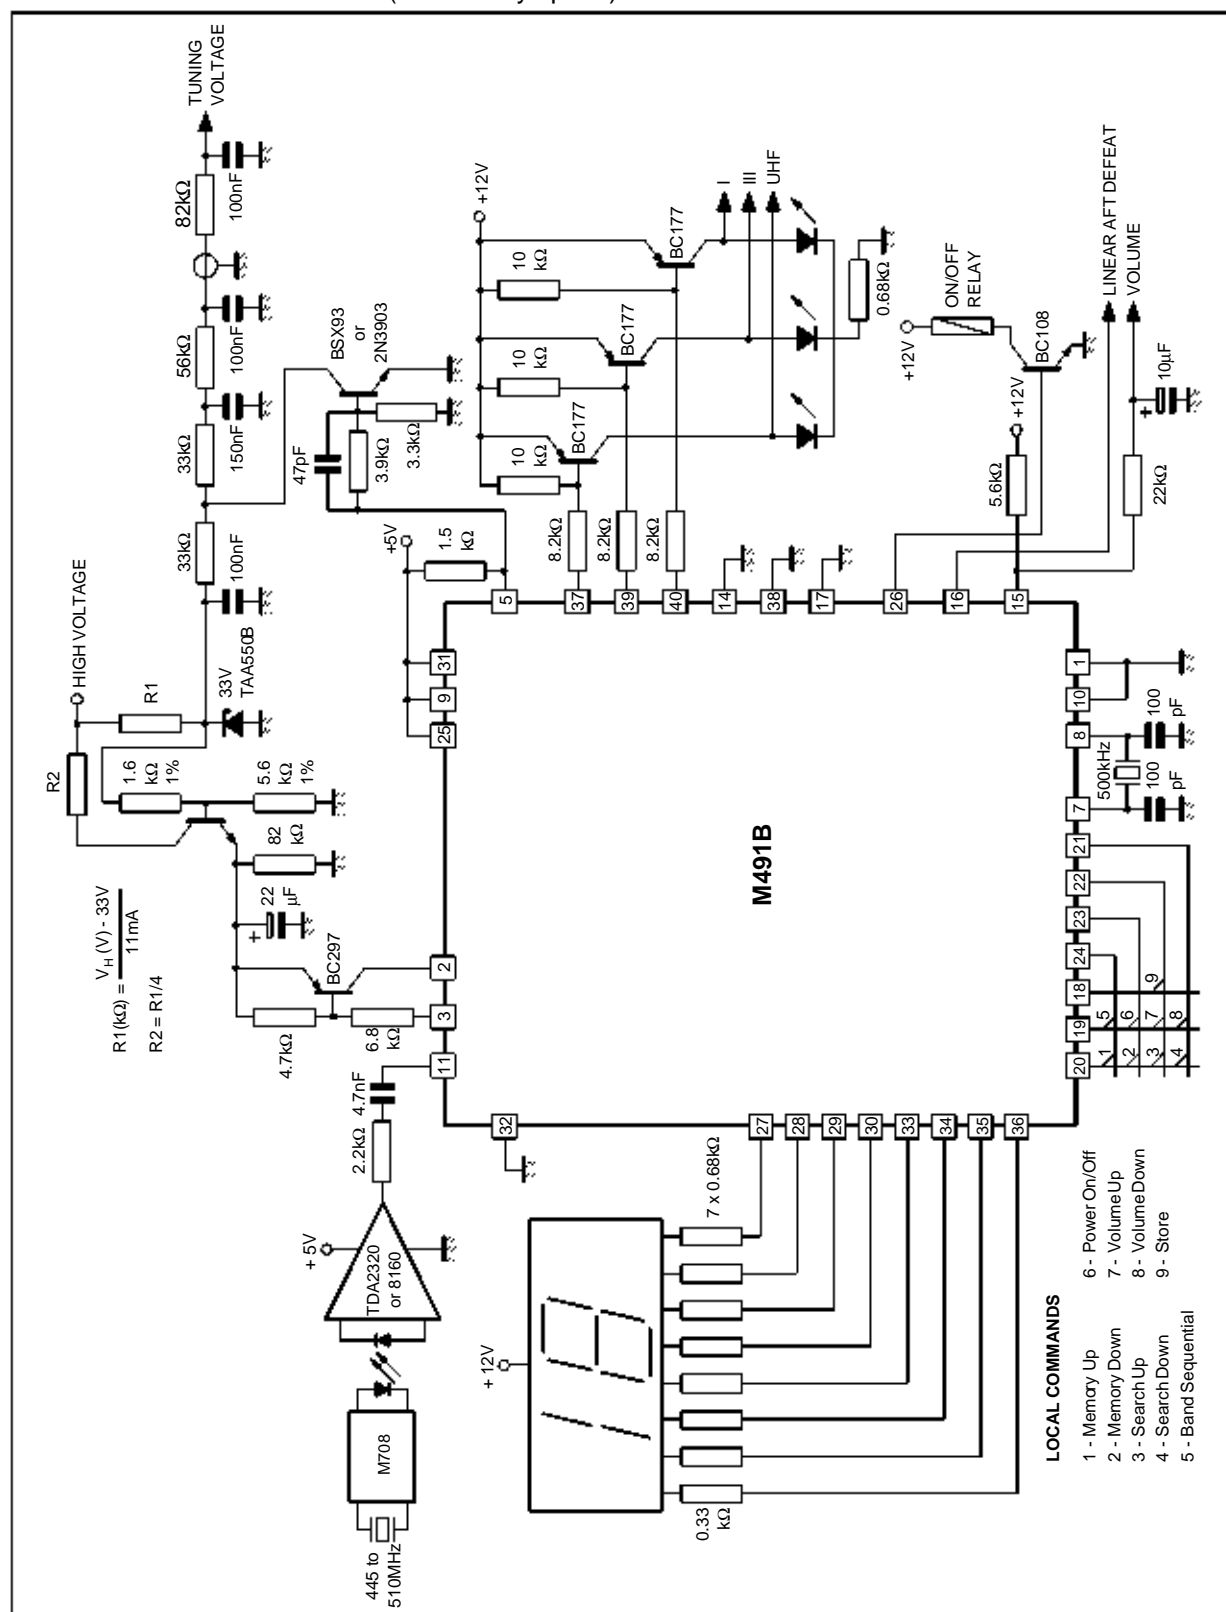 445 to
510MHz
M708
TDA2320
or 8160
+ 5V
2.2kΩ
4.7nF
R1(kΩ) =
V_H (V) - 33V
11mA
R2 = R1/4
4.7kΩ
6.8
kΩ
BC297
22
µF
82
kΩ
R2
1.6
kΩ
1%
5.6
kΩ
1%
HIGH VOLTAGE
R1
33V
TAA550B
33kΩ
100nF
33kΩ
150nF
56kΩ
100nF
82kΩ
100nF
TUNING
VOLTAGE
BSX93
or
2N3903
47pF
3.9kΩ
3.3kΩ
+5V
1.5
kΩ
+12V
10
kΩ
10
kΩ
10
kΩ
BC177
BC177
BC177
8.2kΩ
8.2kΩ
8.2kΩ
I
III
UHF
0.68kΩ
+12V
ON/OFF
RELAY
BC108
+12V
5.6kΩ
LINEAR AFT DEFEAT
VOLUME
10µF
+
22kΩ
+
11
3
2
25
9
31
5
37
39
40
14
38
17
26
16
15
32
27
28
29
30
33
34
35
36
M491B
20
19
18
24
23
22
21
7
8
10
1
500kHz
100
pF
100
pF
1
2
3
4
5
6
7
8
9
+ 12V
7 x 0.68kΩ
0.33
kΩ
LOCAL COMMANDS
1 - Memory Up
2 - Memory Down
3 - Search Up
4 - Search Down
5 - Band Sequential
6 - Power On/Off
7 - Volume Up
8 - Volume Down
9 - Store